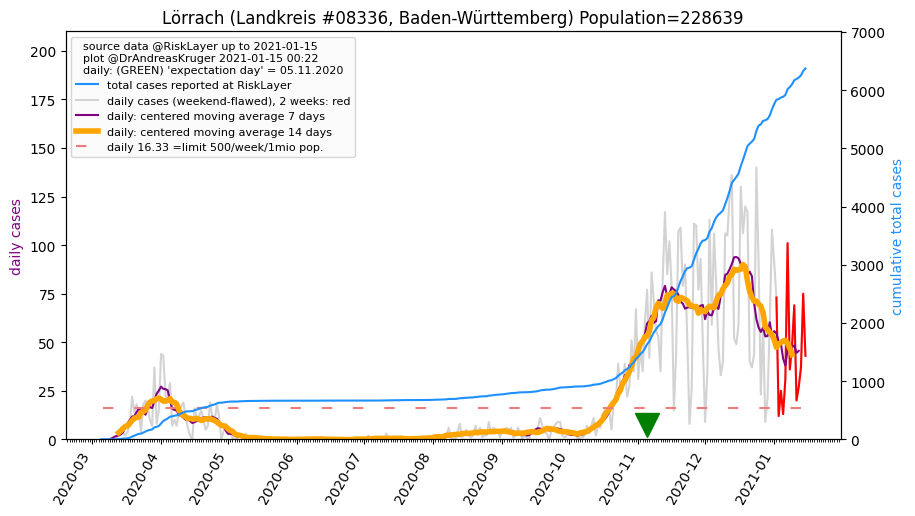 Lörrach (Landkreis #08336, Baden-Württemberg) Population=228639
source data @RiskLayer up to 2021-01-15
plot @DrAndreasKruger 2021-01-15 00:22
daily: (GREEN) 'expectation day' = 05.11.2020
total cases reported at RiskLayer
daily cases (weekend-flawed), 2 weeks: red
daily: centered moving average 7 days
daily: centered moving average 14 days
daily 16.33 =limit 500/week/1mio pop.
daily cases
200
175
150
125
100
75
50
25
0
cumulative total cases
7000
6000
5000
4000
3000
2000
1000
0
2020-03
2020-04
2020-05
2020-06
2020-07
2020-08
2020-09
2020-10
2020-11
2020-12
2021-01